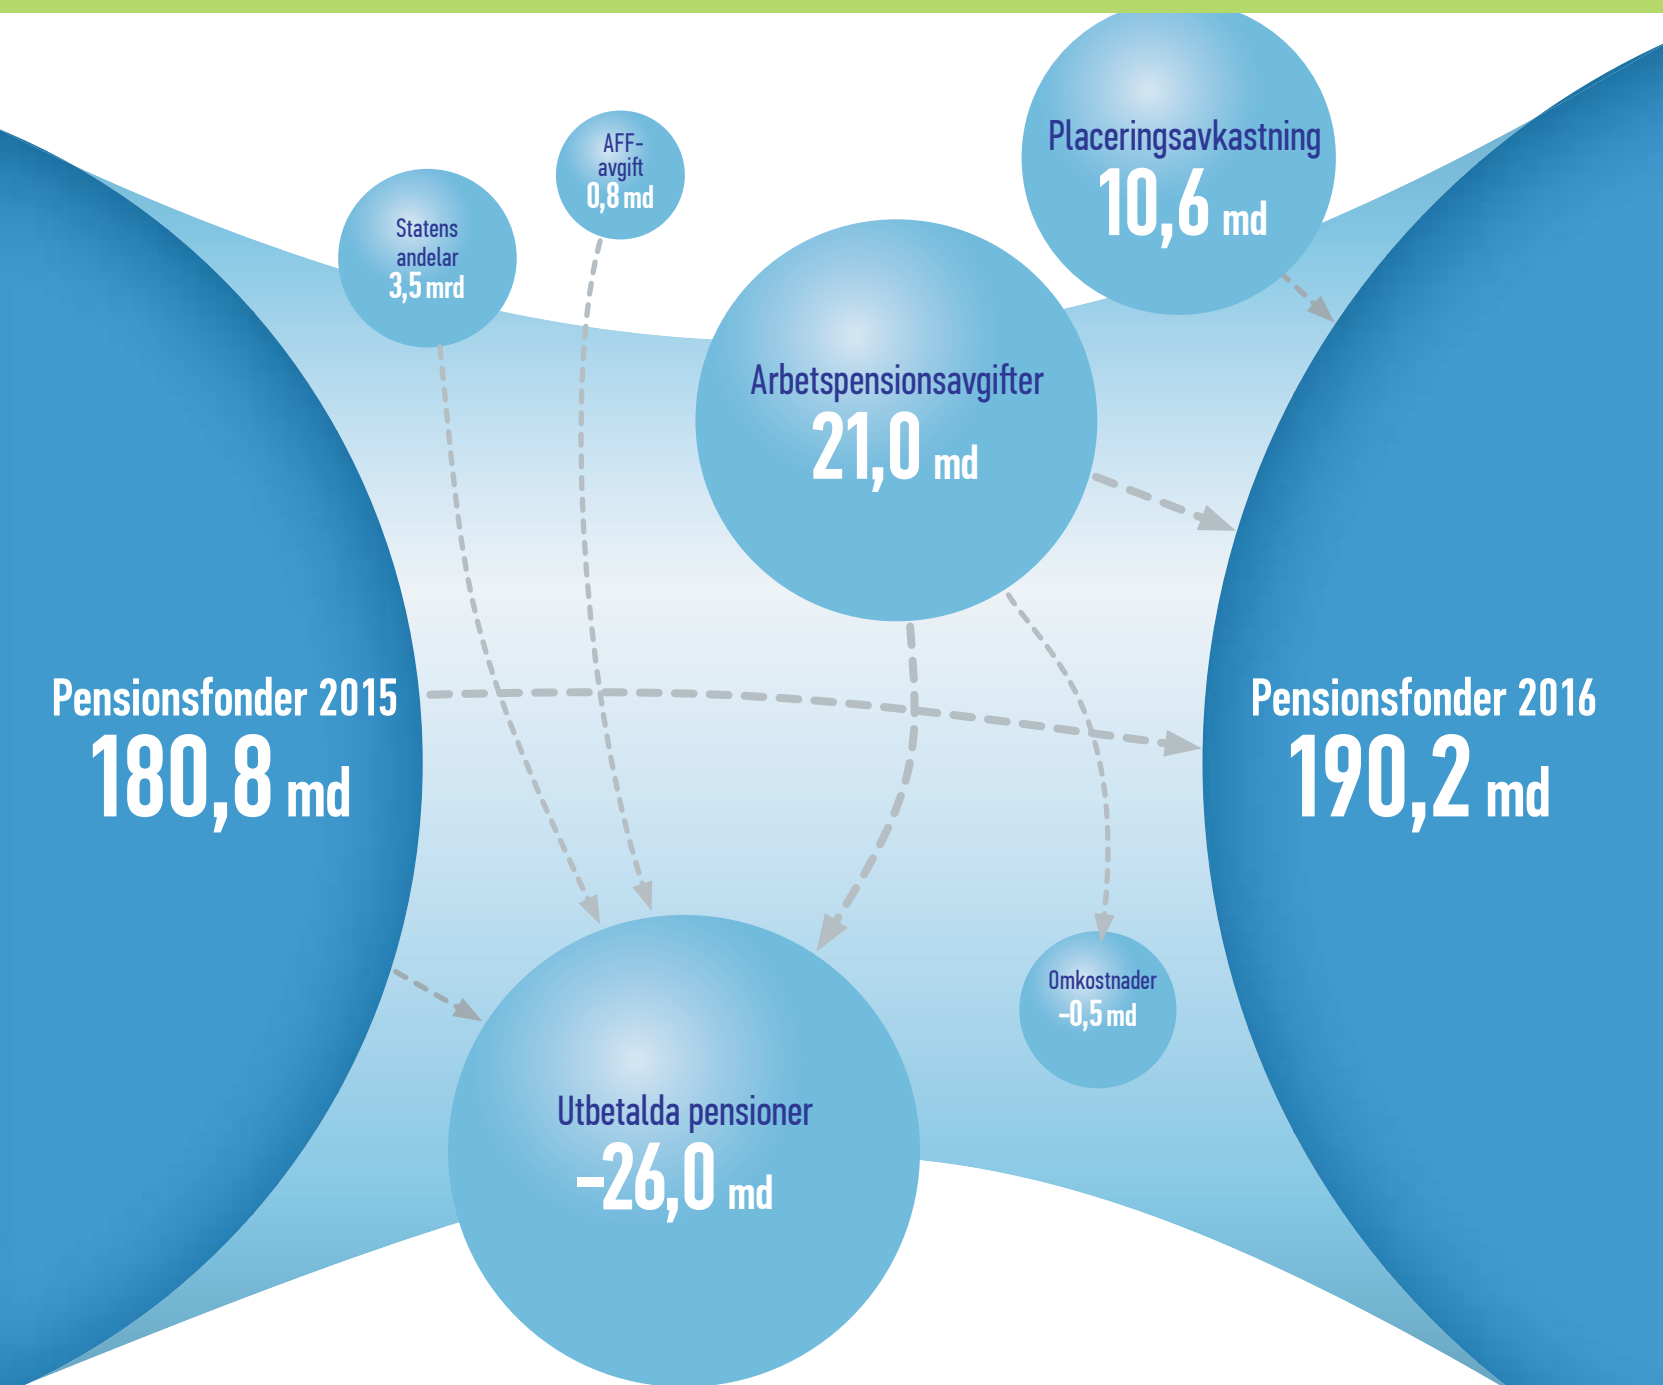 Placeringsavkastning
10,6 md
AFF-
avgift
0,8 md
Statens
andelar
3,5 mrd
Arbetspensionsavgifter
21,0 md
Pensionsfonder 2015
180,8 md
Pensionsfonder 2016
190,2 md
Omkostnader
–0,5 md
Utbetalda pensioner
–26,0 md